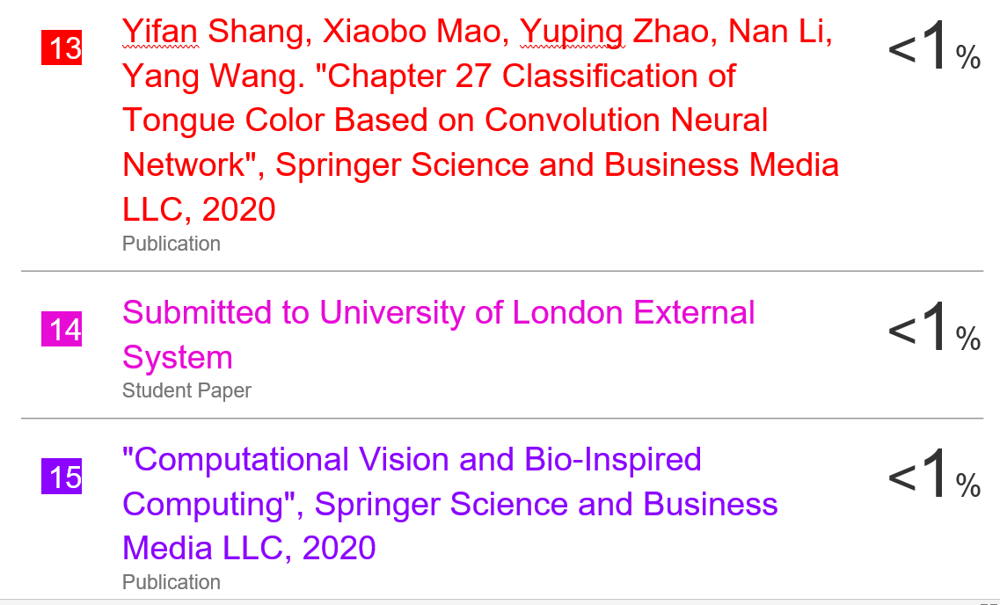 13
Yifan Shang, Xiaobo Mao, Yuping Zhao, Nan Li,
Yang Wang. "Chapter 27 Classification of
Tongue Color Based on Convolution Neural
Network", Springer Science and Business Media
LLC, 2020
Publication
<1%
14
Submitted to University of London External
System
Student Paper
<1%
15
"Computational Vision and Bio-Inspired
Computing", Springer Science and Business
Media LLC, 2020
Publication
<1%